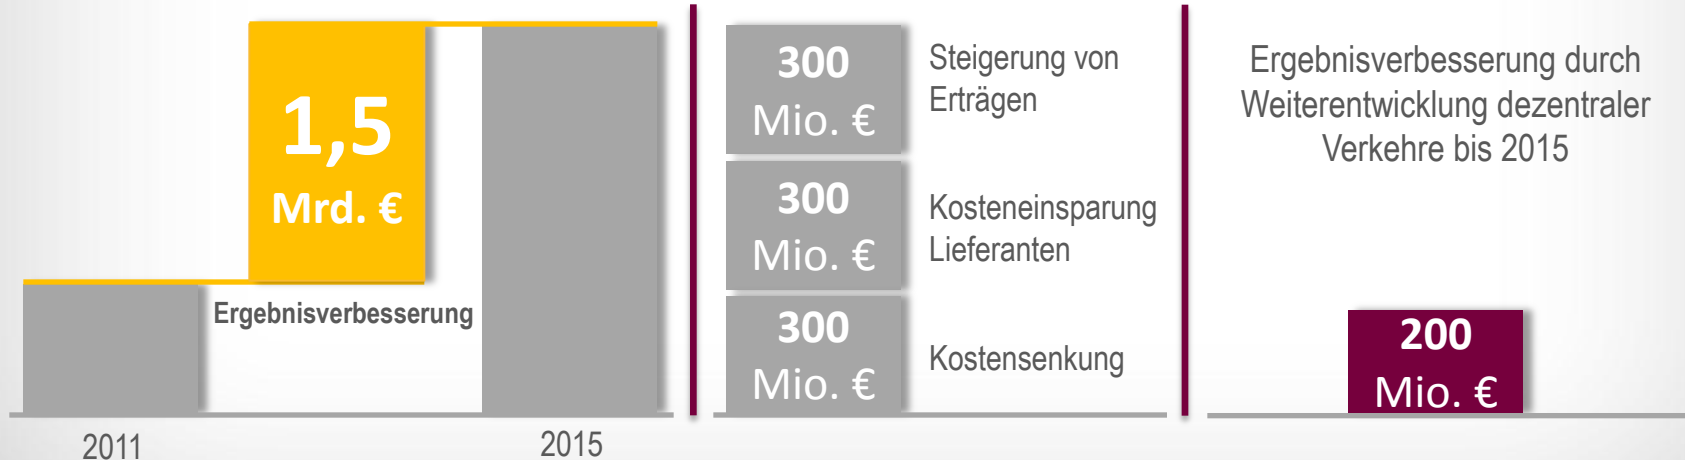 1,5
Mrd. €
Ergebnisverbesserung
2011
2015
300
Mio. €
Steigerung von
Erträgen
300
Mio. €
Kosteneinsparung
Lieferanten
300
Mio. €
Kostensenkung
Ergebnisverbesserung durch
Weiterentwicklung dezentraler
Verkehre bis 2015
200
Mio. €